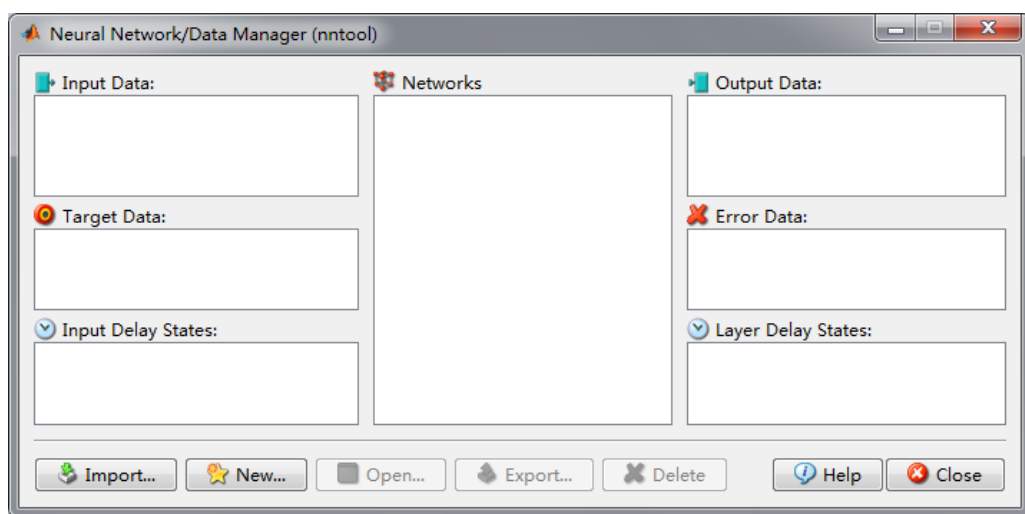 Neural Network/Data Manager (nntool)
Input Data:
Networks
Output Data:
Target Data:
Error Data:
Input Delay States:
Layer Delay States:
Import...
New...
Open...
Export...
Delete
Help
Close